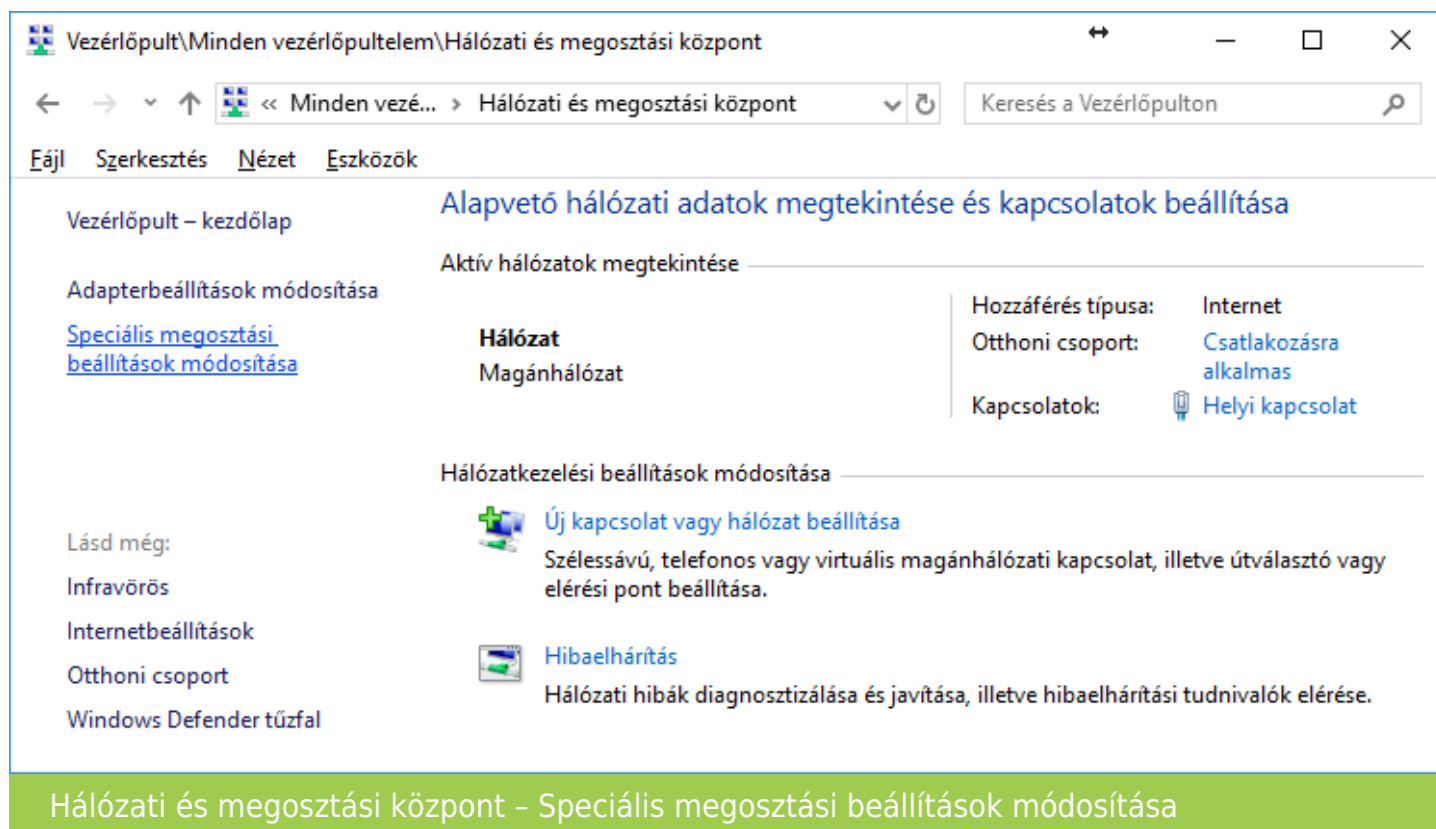 Vezérlőpult\Minden vezérlőpultelem\Hálózati és megosztási központ
« Minden vezé... › Hálózati és megosztási központ
Keresés a Vezérlőpulton
Fájl Szerkesztés Nézet Eszközök
Vezérlőpult – kezdőlap
Adapterbeállítások módosítása
Speciális megosztási
beállítások módosítása
Lásd még:
Infravörös
Internetbeállítások
Otthoni csoport
Windows Defender tűzfal
Alapvető hálózati adatok megtekintése és kapcsolatok beállítása
Aktív hálózatok megtekintése
Hálózat
Magánhálózat
Hozzáférés típusa: Internet
Otthoni csoport: Csatlakozásra
alkalmas
Kapcsolatok: Helyi kapcsolat
Hálózatkezelési beállítások módosítása
Új kapcsolat vagy hálózat beállítása
Szélessávú, telefonos vagy virtuális magánhálózati kapcsolat, illetve útválasztó vagy
elérési pont beállítása.
Hibaelhárítás
Hálózati hibák diagnosztizálása és javítása, illetve hibaelhárítási tudnivalók elérése.
Hálózati és megosztási központ – Speciális megosztási beállítások módosítása